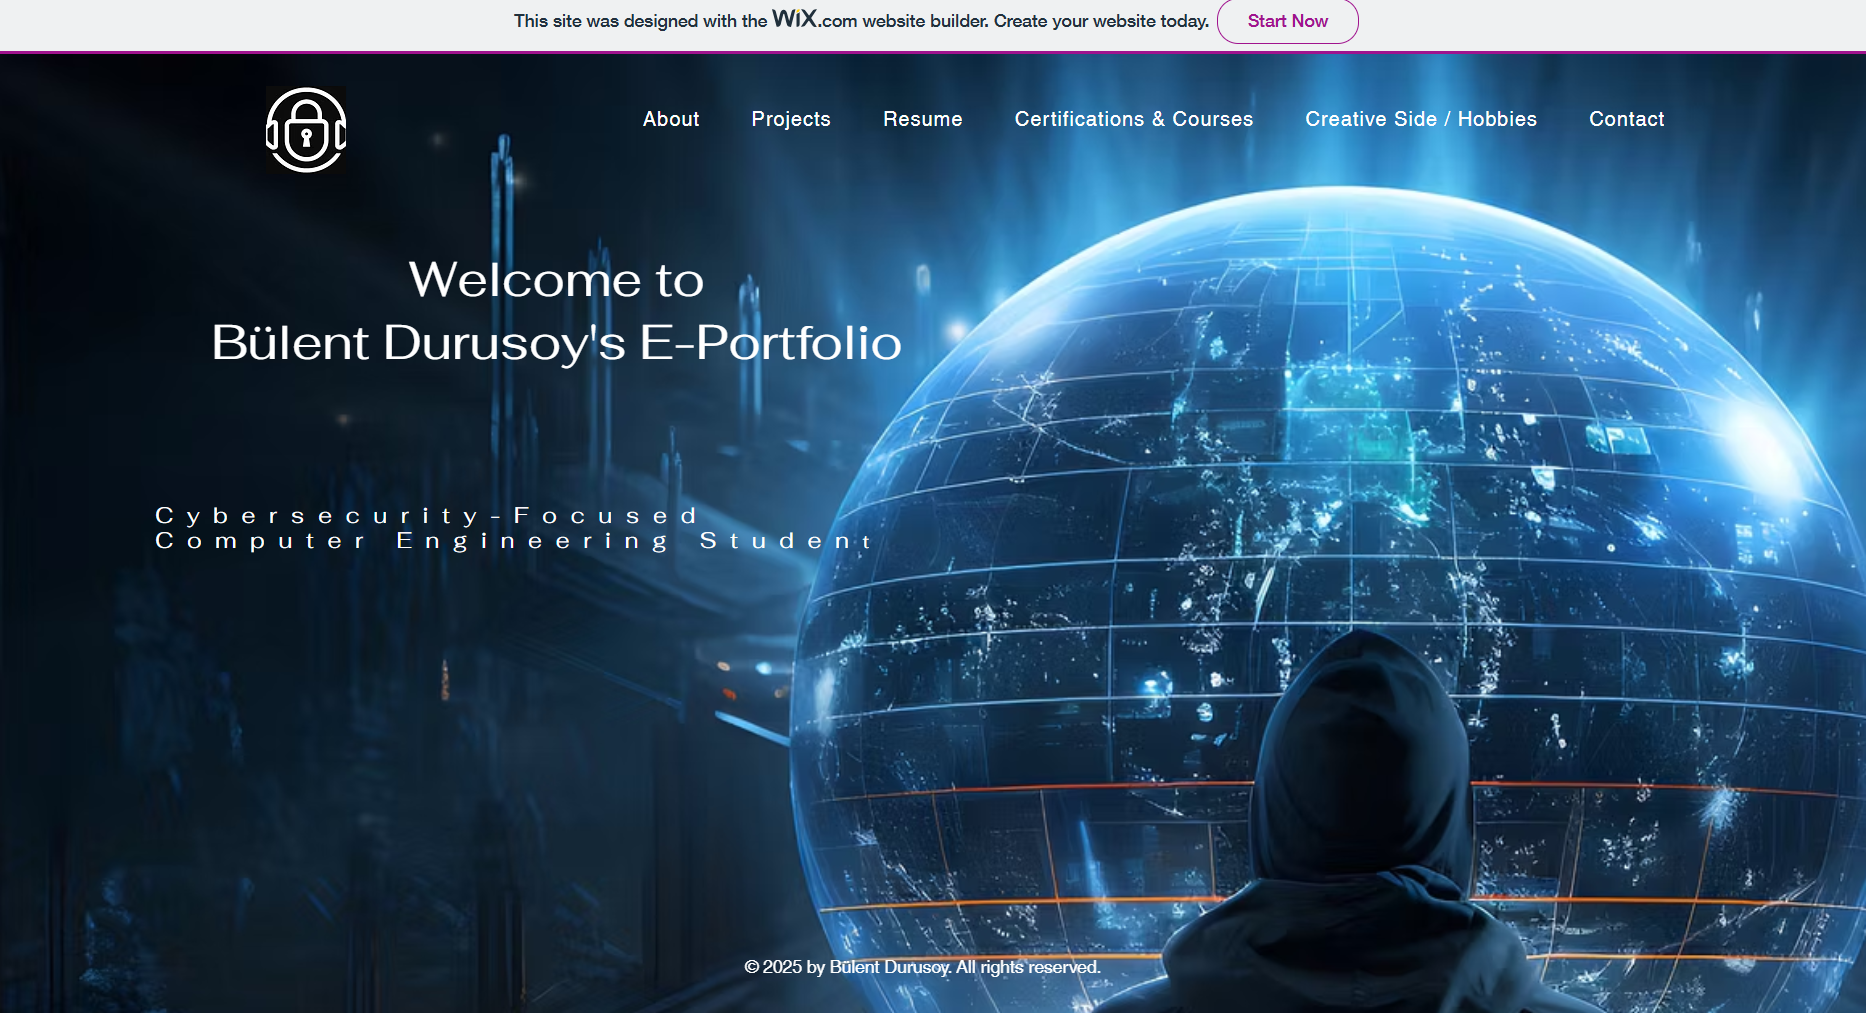 This site was designed with the WiX.com website builder. Create your website today. Start Now
About Projects Resume Certifications & Courses Creative Side / Hobbies Contact
Welcome to
Bülent Durusoy's E-Portfolio
Cybersecurity-Focused
Computer Engineering Student
© 2025 by Bülent Durusoy. All rights reserved.